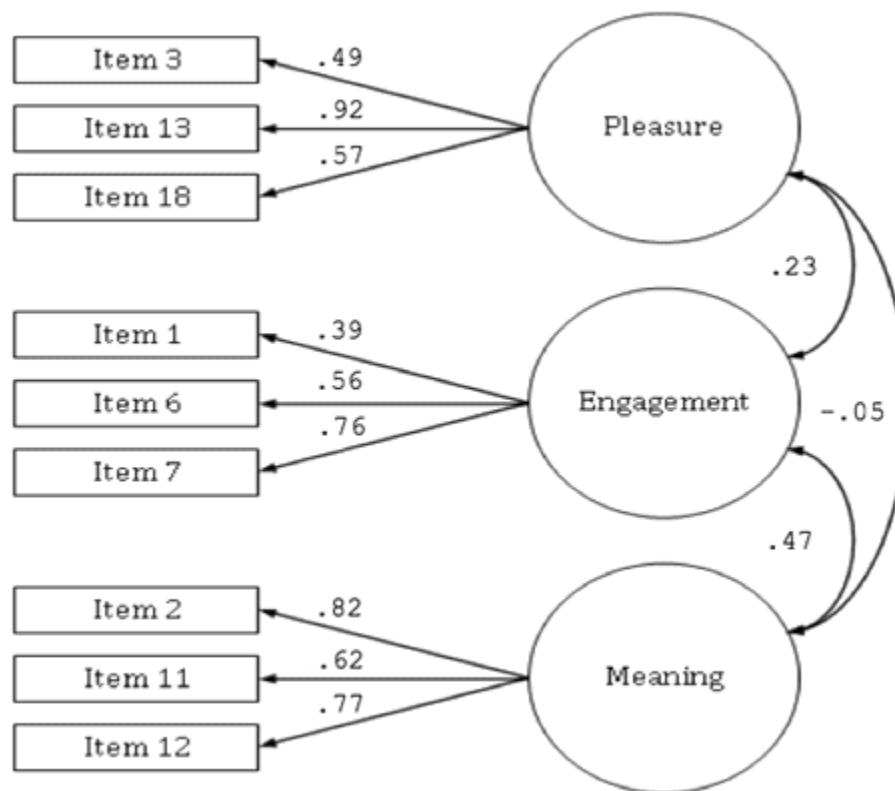 Item 3
.49
Item 13
.92
Item 18
.57
Pleasure
.23
Item 1
.39
Item 6
.56
Item 7
.76
Engagement
-.05
.47
Item 2
.82
Item 11
.62
Item 12
.77
Meaning